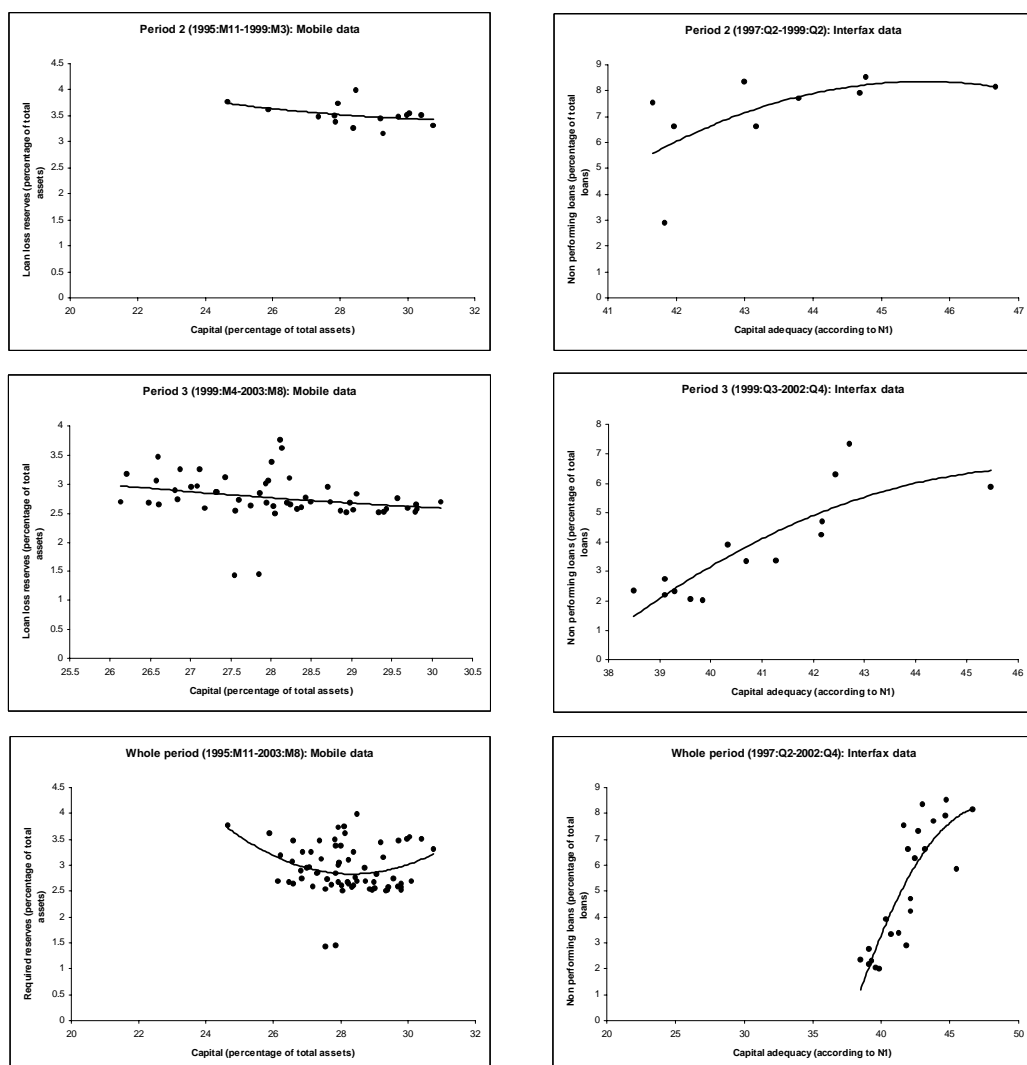 Period 2 (1995:M11-1999:M3): Mobile data
4.5
4
3.5
3
2.5
2
1.5
1
0.5
0
20 22 24 26 28 30 32
Loan loss reserves (percentage of total
assets)
Capital (percentage of total assets)
Period 2 (1997:Q2-1999:Q2): Interfax data
9
8
7
6
5
4
3
2
1
0
41 42 43 44 45 46 47
Non performing loans (percentage of total
loans)
Capital adequacy (according to N1)
Period 3 (1999:M4-2003:M8): Mobile data
4
3.5
3
2.5
2
1.5
1
0.5
0
25.5 26 26.5 27 27.5 28 28.5 29 29.5 30 30.5
Loan loss reserves (percentage of total
assets)
Capital (percentage of total assets)
Period 3 (1999:Q3-2002:Q4): Interfax data
8
7
6
5
4
3
2
1
0
38 39 40 41 42 43 44 45 46
Non performing loans (percentage of total
loans)
Capital adequacy (according to N1)
Whole period (1995:M11-2003:M8): Mobile data
4.5
4
3.5
3
2.5
2
1.5
1
0.5
0
20 22 24 26 28 30 32
Required reserves (percentage of total
assets)
Capital (percentage of total assets)
Whole period (1997:Q2-2002:Q4): Interfax data
9
8
7
6
5
4
3
2
1
0
20 25 30 35 40 45 50
Non performing loans (percentage of total
loans)
Capital adequacy (according to N1)